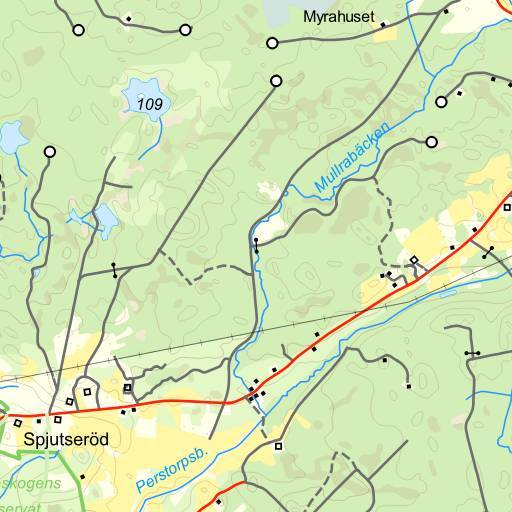 Myrahuset
109
Mullrabäcken
Spjutseröd
Perstorpsb.
skogens
servat